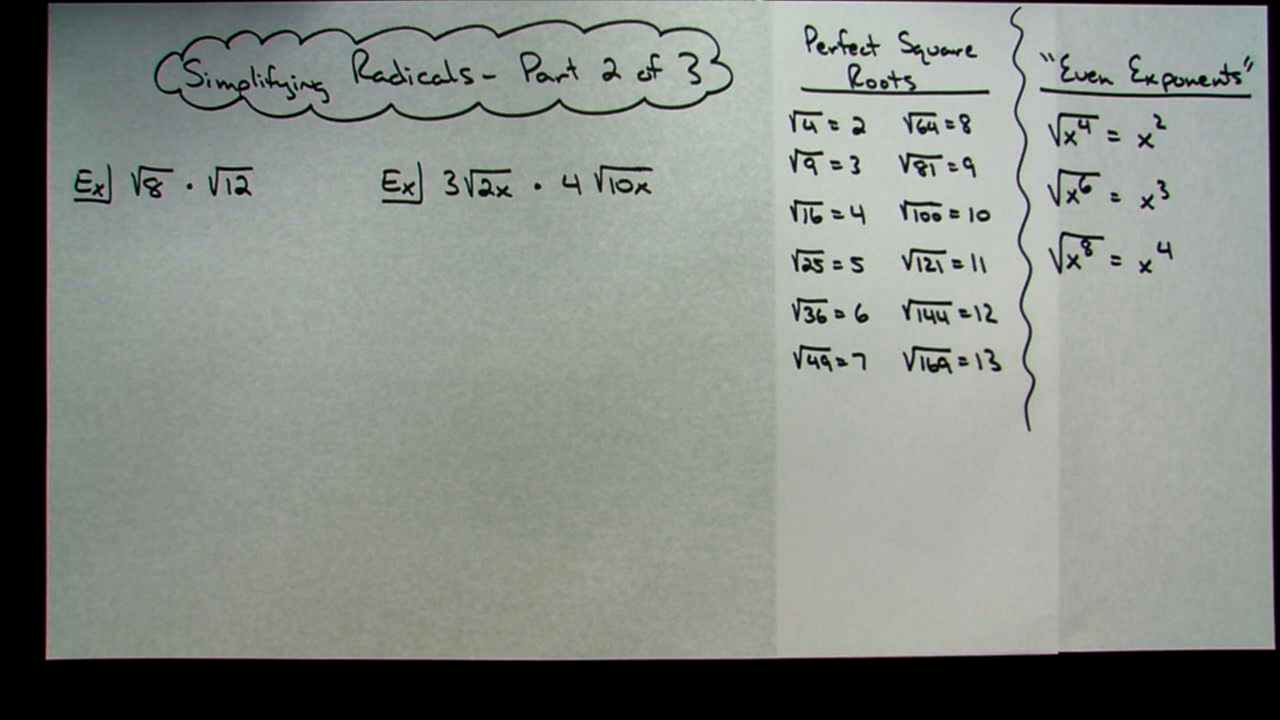 Simplifying Radicals - Part 2 of 3
Ex] √8 · √12
Ex] 3√2x · 4√10x
Perfect Square
Roots
√4 = 2 √64 = 8
√9 = 3 √81 = 9
√16 = 4 √100 = 10
√25 = 5 √121 = 11
√36 = 6 √144 = 12
√49 = 7 √169 = 13
"Even Exponents"
√x⁴ = x²
√x⁶ = x³
√x⁸ = x⁴